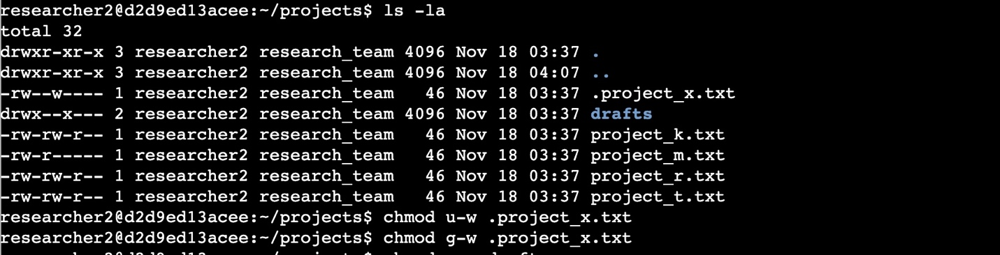 researcher2@d2d9ed13acee:~/projects$ ls -la
total 32
drwxr-xr-x 3 researcher2 research_team 4096 Nov 18 03:37 .
drwxr-xr-x 3 researcher2 research_team 4096 Nov 18 04:07 ..
-rw--w---- 1 researcher2 research_team   46 Nov 18 03:37 .project_x.txt
drwx--x--- 2 researcher2 research_team 4096 Nov 18 03:37 drafts
-rw-rw-r-- 1 researcher2 research_team   46 Nov 18 03:37 project_k.txt
-rw-r----- 1 researcher2 research_team   46 Nov 18 03:37 project_m.txt
-rw-rw-r-- 1 researcher2 research_team   46 Nov 18 03:37 project_r.txt
-rw-rw-r-- 1 researcher2 research_team   46 Nov 18 03:37 project_t.txt
researcher2@d2d9ed13acee:~/projects$ chmod u-w .project_x.txt
researcher2@d2d9ed13acee:~/projects$ chmod g-w .project_x.txt